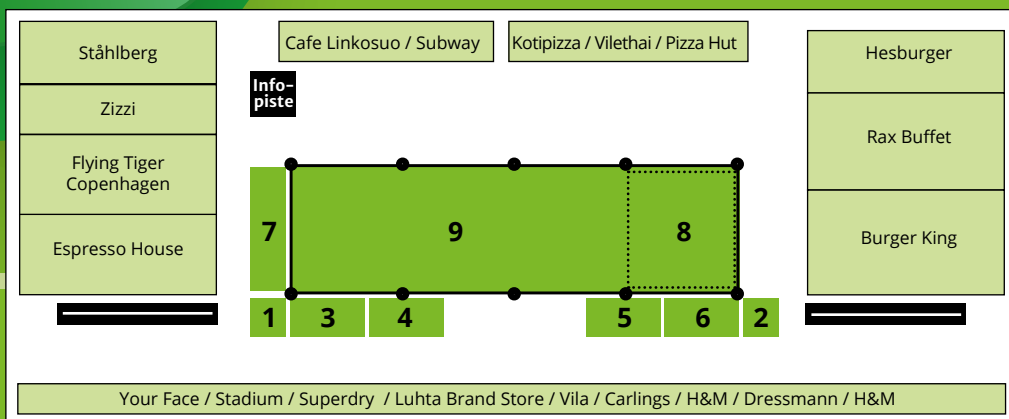 Ståhlberg
Zizzi
Flying Tiger
Copenhagen
Espresso House
Cafe Linkosuo / Subway
Kotipizza / Vilethai / Pizza Hut
Info-
piste
Hesburger
Rax Buffet
Burger King
7
9
8
1
3
4
5
6
2
Your Face / Stadium / Superdry / Luhta Brand Store / Vila / Carlings / H&M / Dressmann / H&M